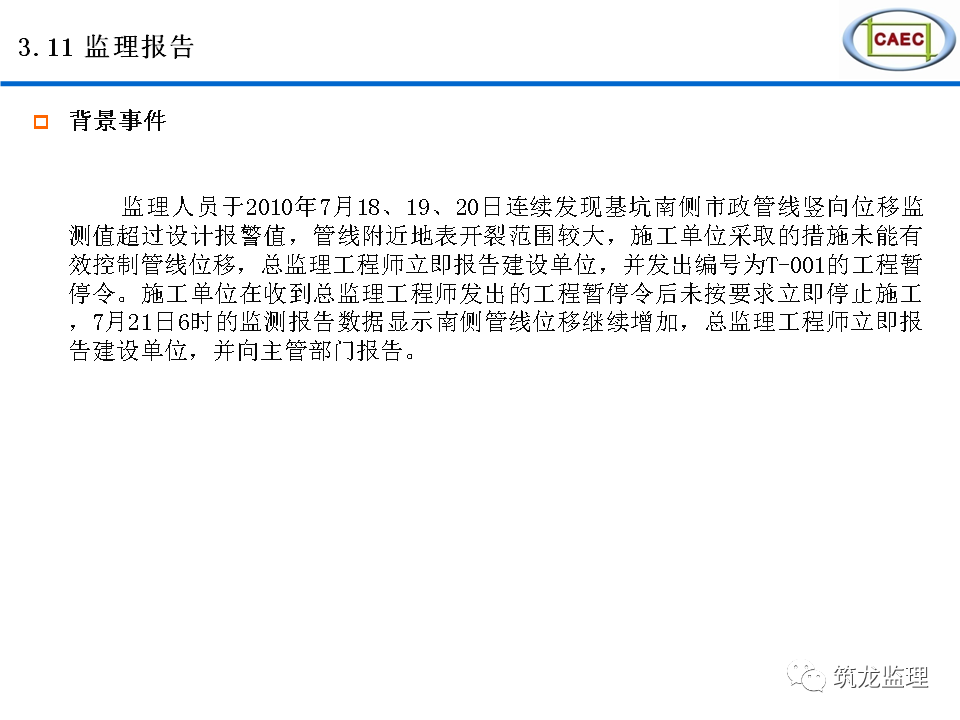 3.11 监理报告
CAEC
背景事件
监理人员于2010年7月18、19、20日连续发现基坑南侧市政管线竖向位移监
测值超过设计报警值，管线附近地表开裂范围较大，施工单位采取的措施未能有
效控制管线位移，总监理工程师立即报告建设单位，并发出编号为T-001的工程暂
停令。施工单位在收到总监理工程师发出的工程暂停令后未按要求立即停止施工
，7月21日6时的监测报告数据显示南侧管线位移继续增加，总监理工程师立即报
告建设单位，并向主管部门报告。
筑龙监理